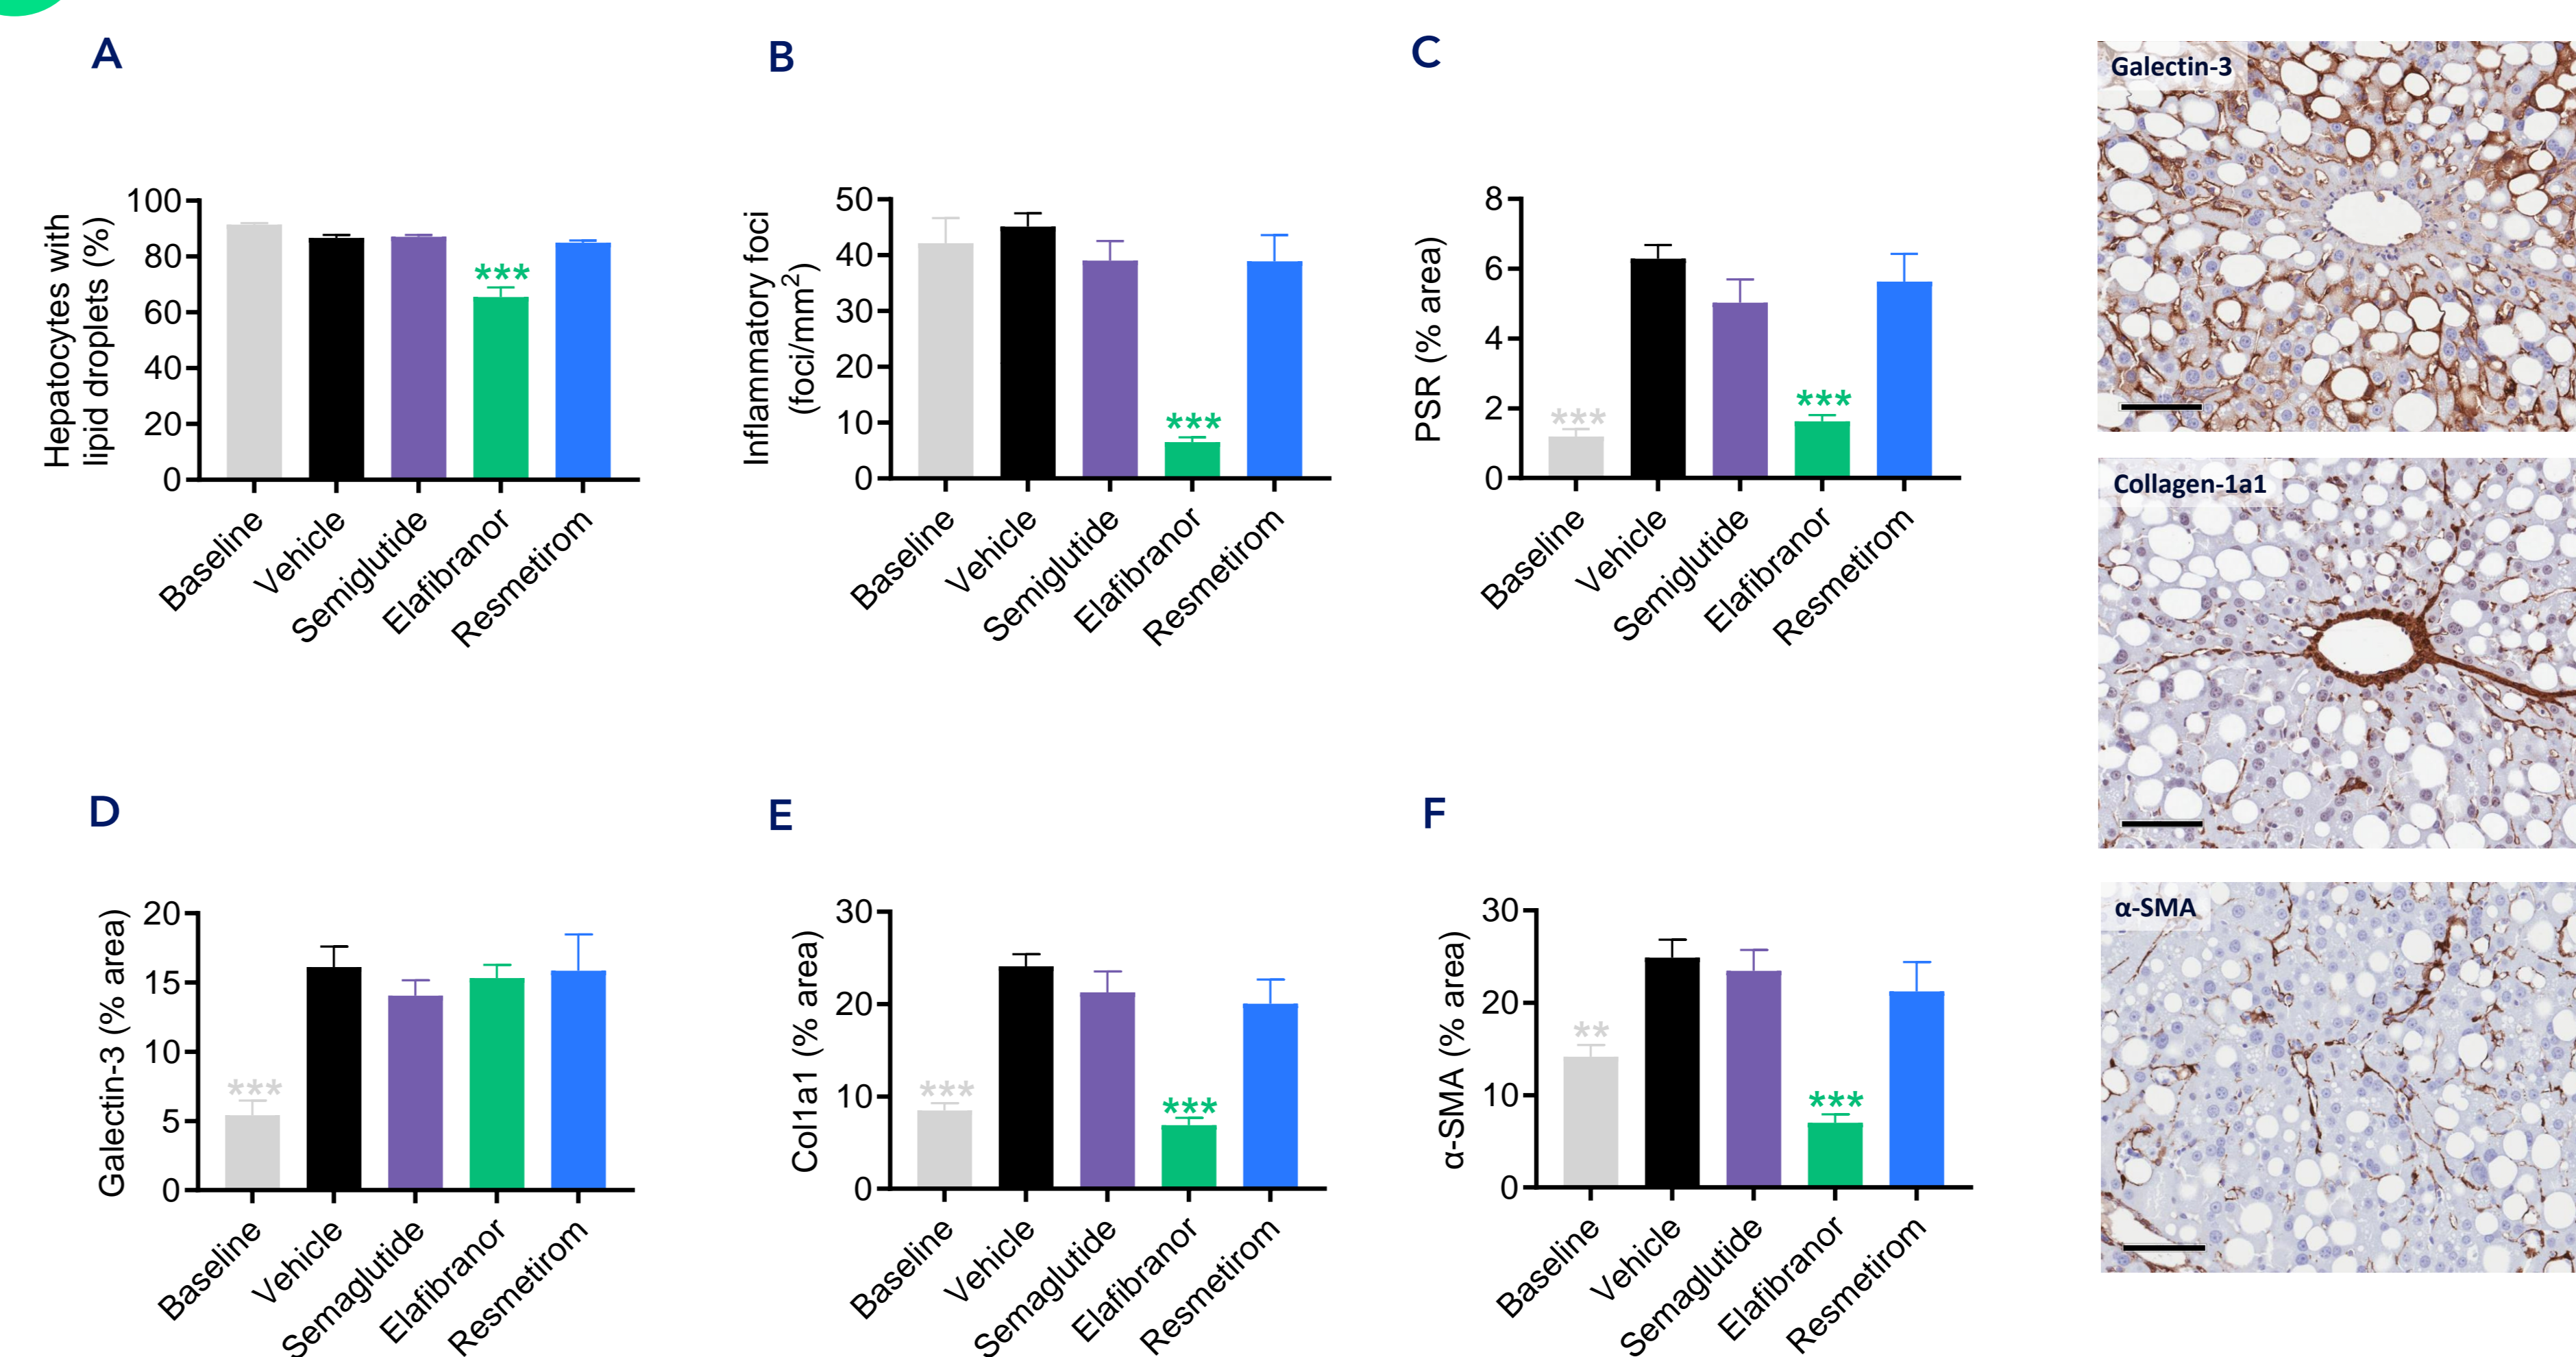 A
Hepatocytes with
lipid droplets (%)
100
80
60
40
20
0
***
Baseline
Vehicle
Semiglutide
Elafibranor
Resmetirom
B
Inflammatory foci
(foci/mm²)
50
40
30
20
10
0
***
Baseline
Vehicle
Semiglutide
Elafibranor
Resmetirom
C
PSR (% area)
8
6
4
2
0
***
***
Baseline
Vehicle
Semiglutide
Elafibranor
Resmetirom
Galectin-3
Collagen-1a1
α-SMA
D
Galectin-3 (% area)
20
15
10
5
0
***
Baseline
Vehicle
Semaglutide
Elafibranor
Resmetirom
E
Col1a1 (% area)
30
20
10
0
***
***
Baseline
Vehicle
Semaglutide
Elafibranor
Resmetirom
F
α-SMA (% area)
30
20
10
0
**
***
Baseline
Vehicle
Semaglutide
Elafibranor
Resmetirom